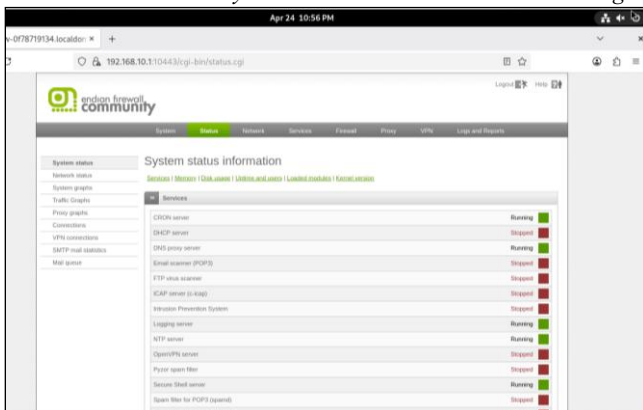 Apr 24 10:56 PM
v-0f78719134.localdon × +
192.168.10.1:10443/cgi-bin/status.cgi
Logout Help
endian firewall
community
System Status Network Services Firewall Proxy VPN Logs and Reports
System status
Network status
System graphs
Traffic Graphs
Proxy graphs
Connections
VPN connections
SMTP mail statistics
Mail queue
System status information
Services | Memory | Disk usage | Uptime and users | Loaded modules | Kernel version
Services
CRON server Running
DHCP server Stopped
DNS proxy server Running
Email scanner (POP3) Stopped
FTP virus scanner Stopped
ICAP server (c-icap) Stopped
Intrusion Prevention System Stopped
Logging server Running
NTP server Running
OpenVPN server Stopped
Pyzor spam filter Stopped
Secure Shell server Running
Spam filter for POP3 (spamd) Stopped